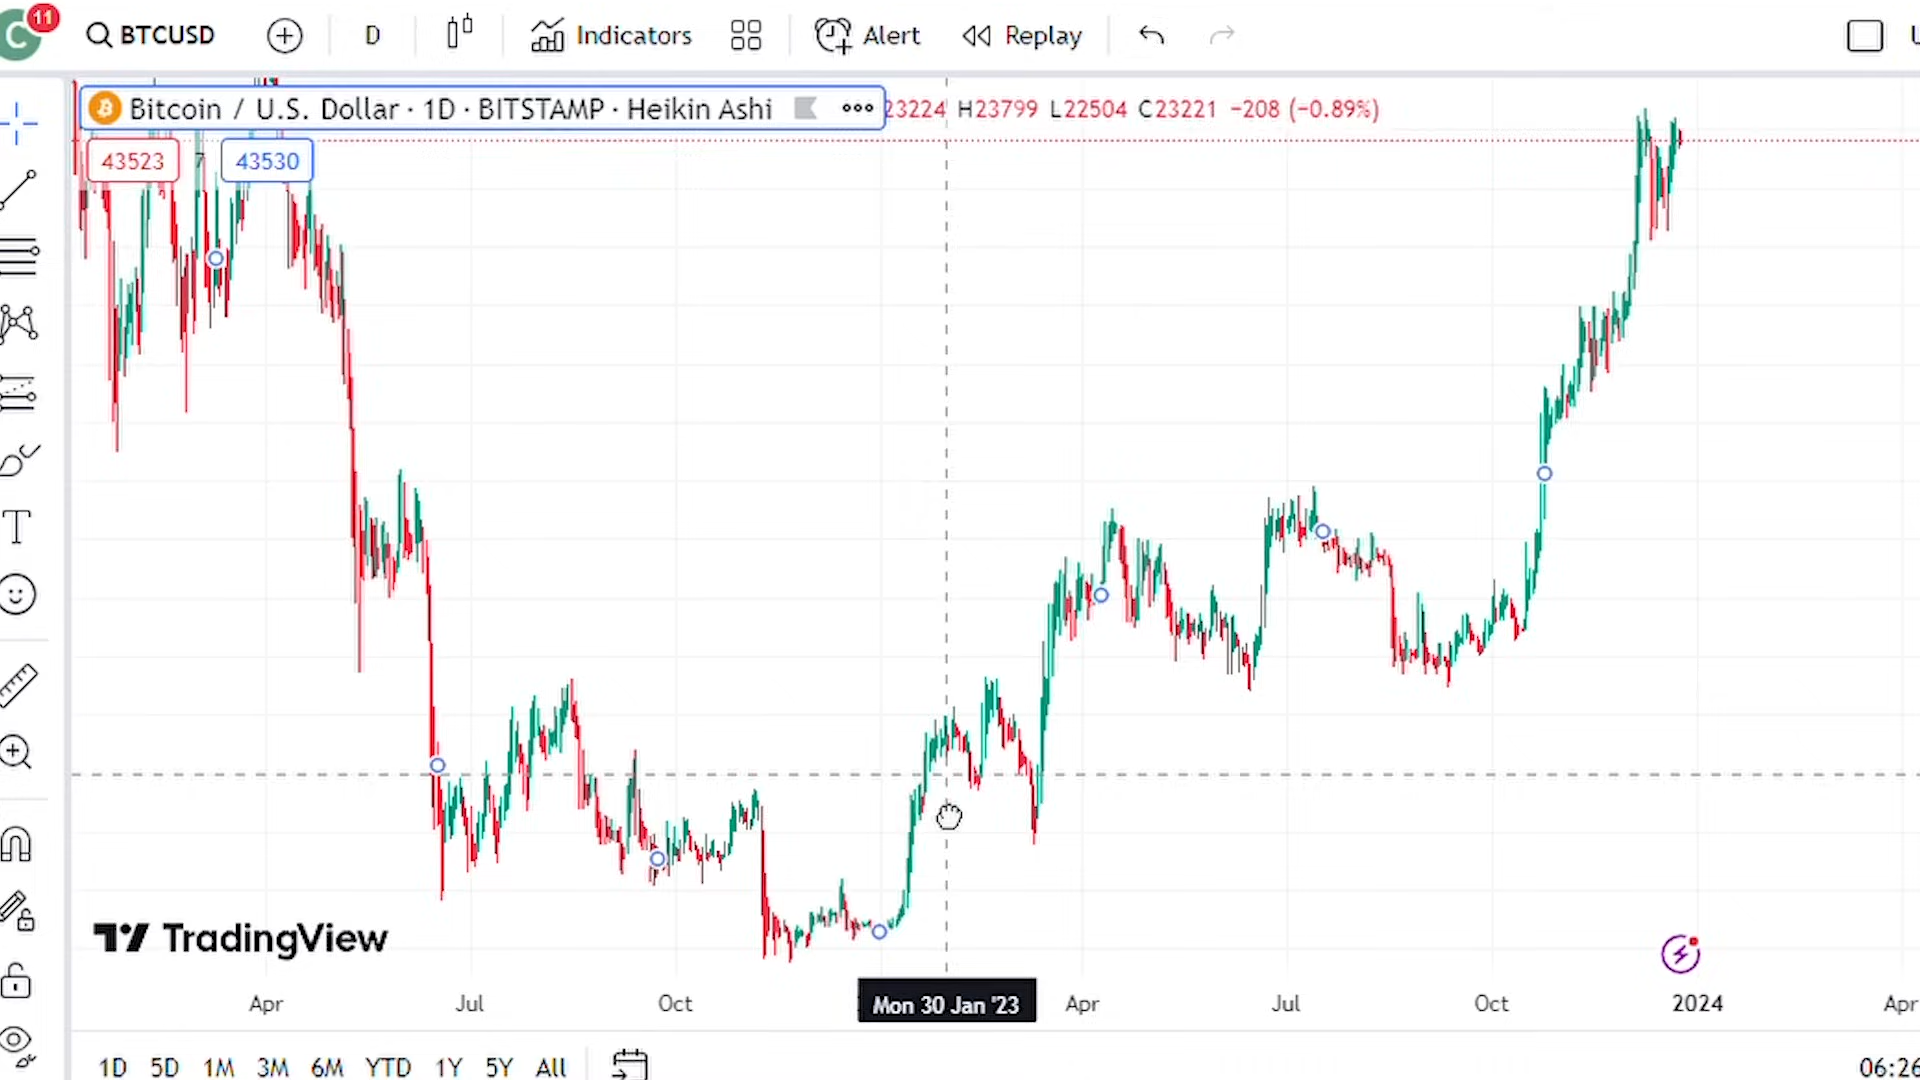 C 11 BTCUSD D Indicators Alert Replay
Bitcoin / U.S. Dollar · 1D · BITSTAMP · Heikin Ashi ••• 23224 H23799 L22504 C23221 −208 (−0.89%)
43523 7 43530
T
TradingView
Apr Jul Oct Mon 30 Jan '23 Apr Jul Oct 2024 Apr
1D 5D 1M 3M 6M YTD 1Y 5Y All 06:26